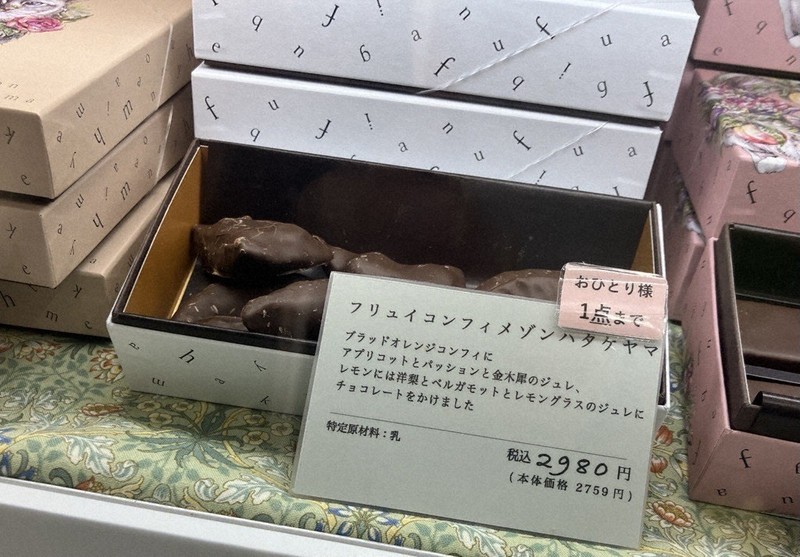 おひとり様
1点まで
フリュイコンフィメゾンハタケヤマ
ブラッドオレンジコンフィに
アプリコットとパッションと金木犀のジュレ、
レモンには洋梨とベルガモットとレモングラスのジュレに
チョコレートをかけました
特定原材料：乳
税込2980円
(本体価格 2759円)